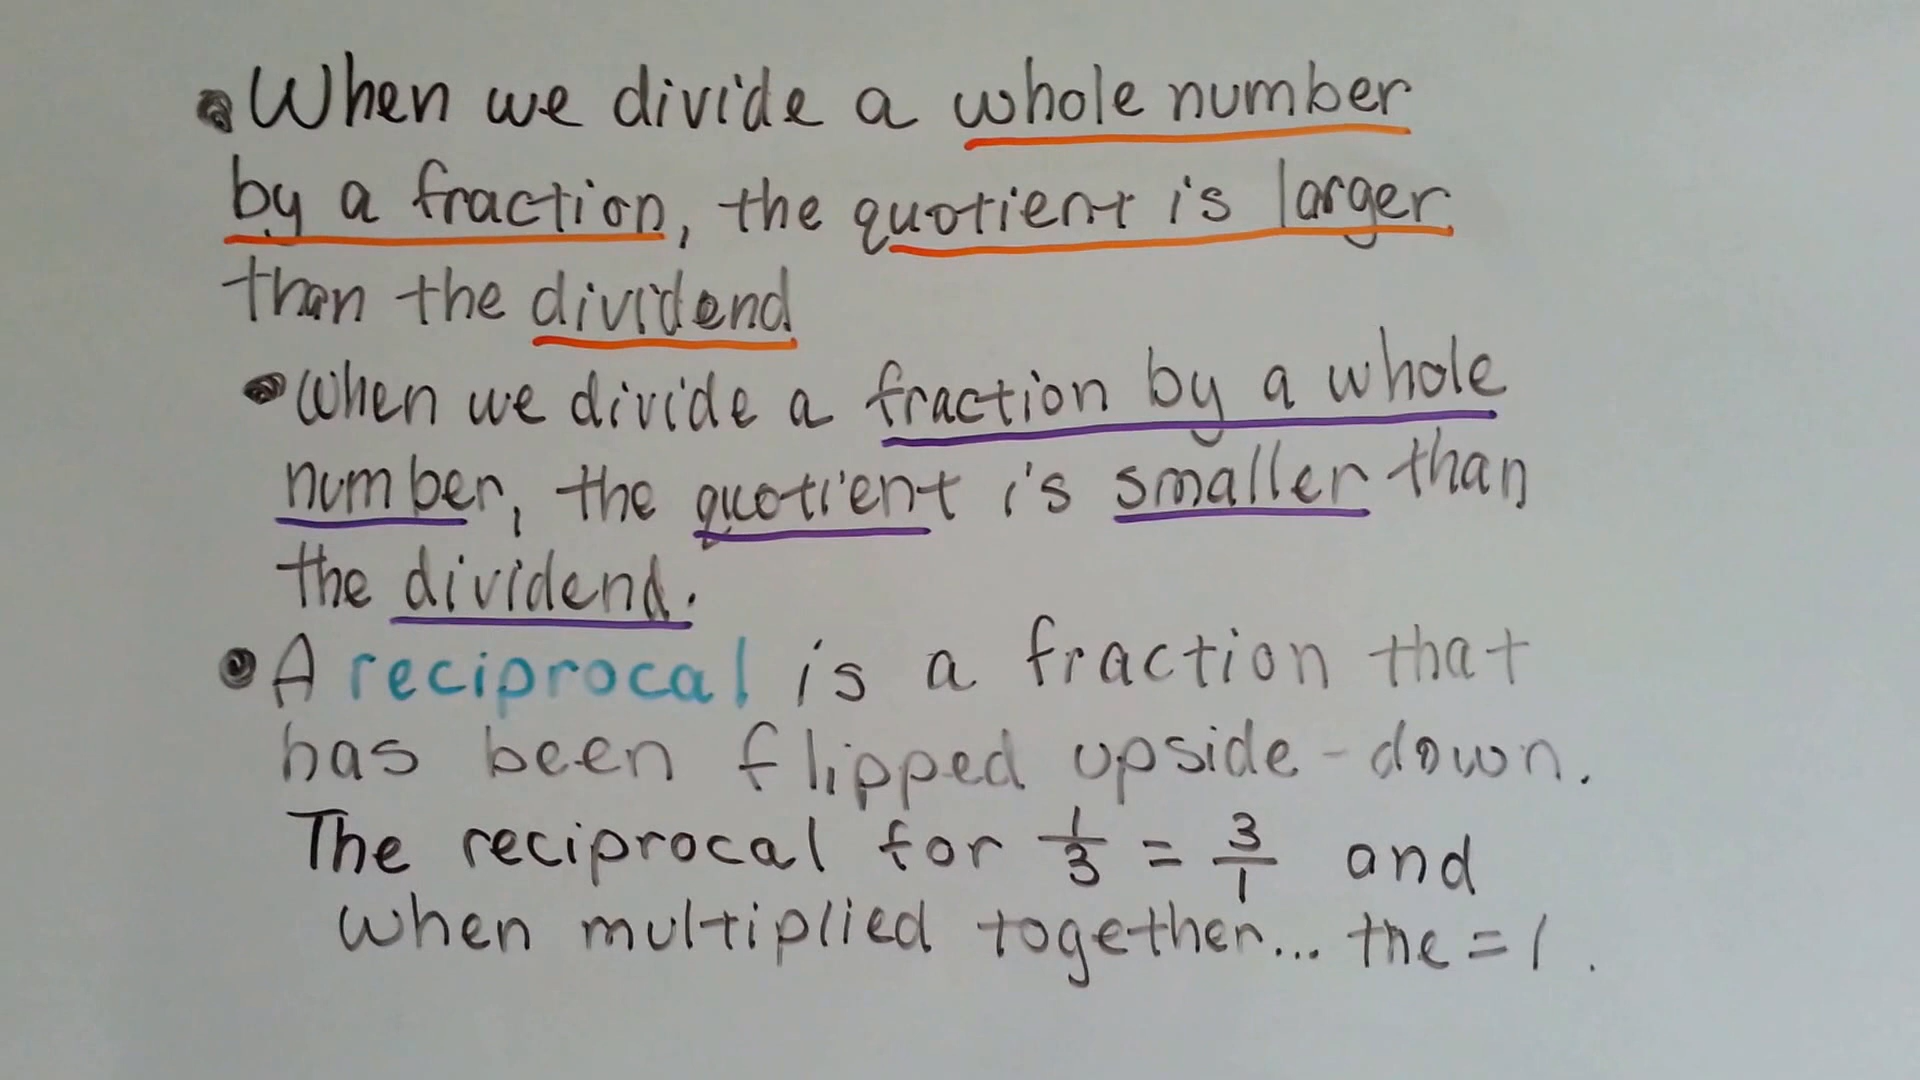 • When we divide a whole number
by a fraction, the quotient is larger
than the dividend
• When we divide a fraction by a whole
number, the quotient is smaller than
the dividend.
• A reciprocal is a fraction that
has been flipped upside-down.
The reciprocal for 1/3 = 3/1 and
when multiplied together... the = 1.